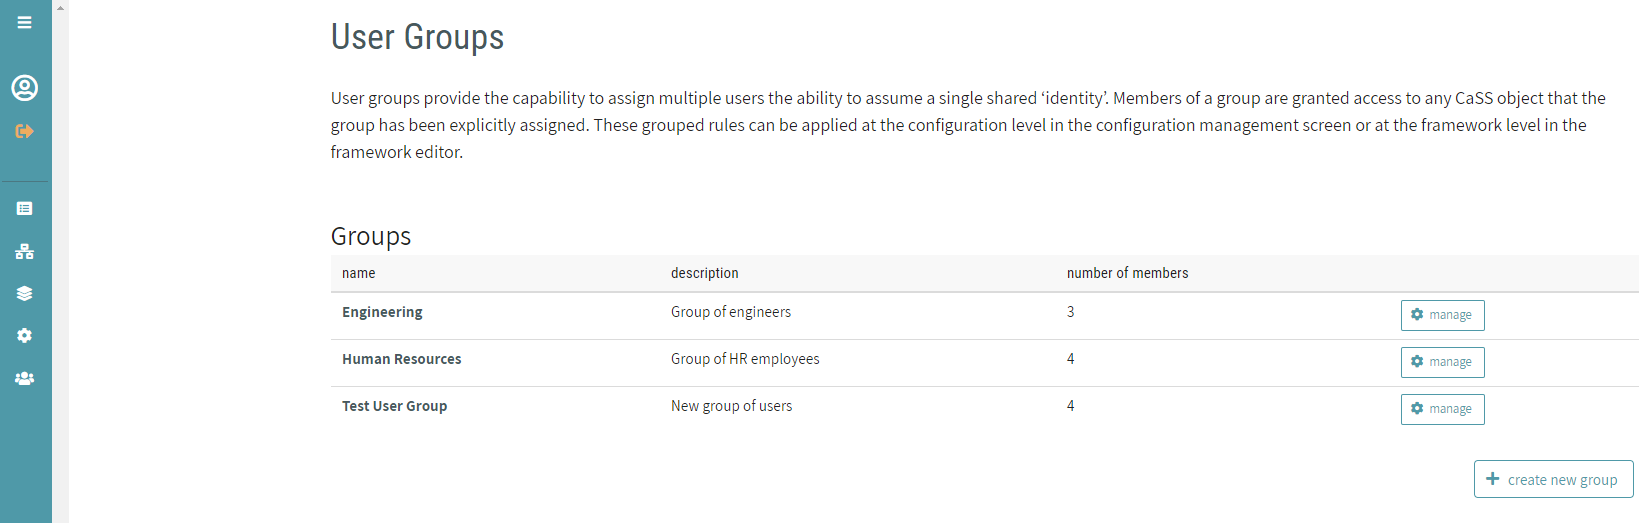 User Groups
User groups provide the capability to assign multiple users the ability to assume a single shared ‘identity’. Members of a group are granted access to any CaSS object that the
group has been explicitly assigned. These grouped rules can be applied at the configuration level in the configuration management screen or at the framework level in the
framework editor.
Groups
name description number of members
Engineering Group of engineers 3 manage
Human Resources Group of HR employees 4 manage
Test User Group New group of users 4 manage
create new group